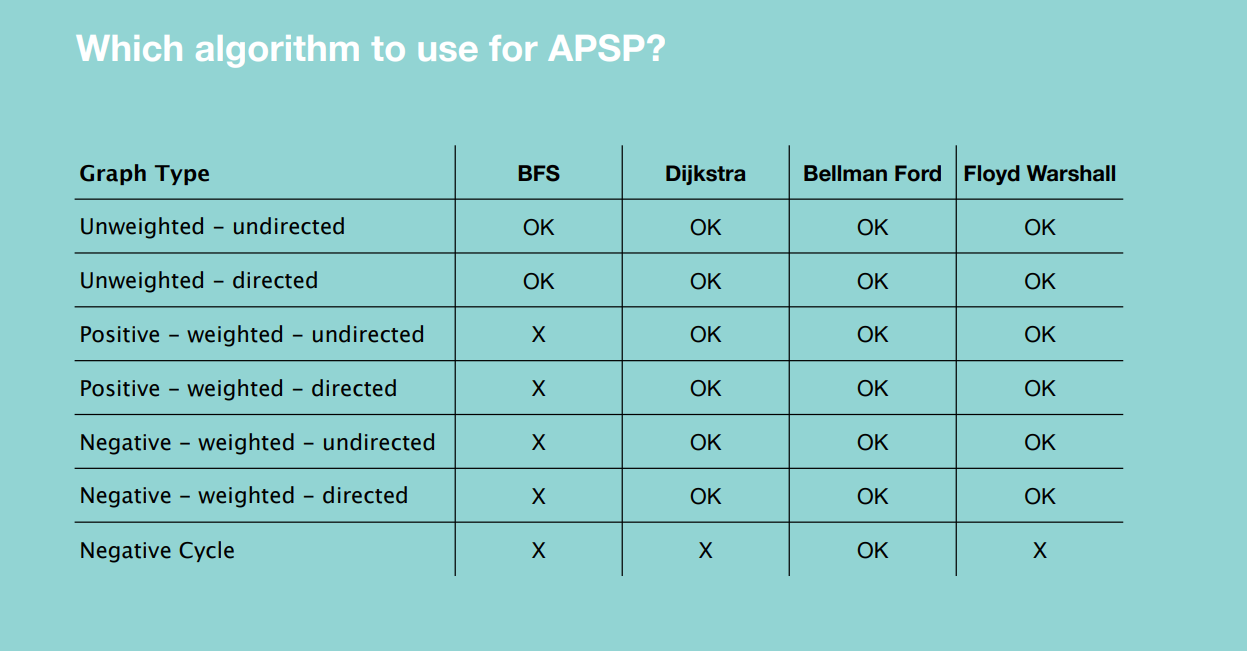 Which algorithm to use for APSP?
Graph Type BFS Dijkstra Bellman Ford Floyd Warshall
Unweighted – undirected OK OK OK OK
Unweighted – directed OK OK OK OK
Positive – weighted – undirected X OK OK OK
Positive – weighted – directed X OK OK OK
Negative – weighted – undirected X OK OK OK
Negative – weighted – directed X OK OK OK
Negative Cycle X X OK X